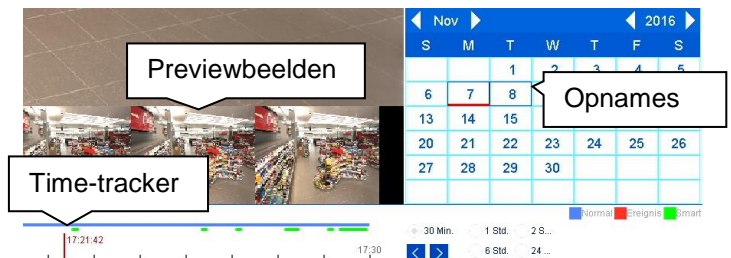 Nov 2016
S M T W T F S
Previewbeelden
1 2 3 4 5
6 7 8
Opnames
13 14 15
20 21 22 23 24 25 26
Time-tracker
27 28 29 30
Normal Ereignis Smart
17:21:42
17:30
30 Min. 1 Std. 2 S...
6 Std. 24 ...